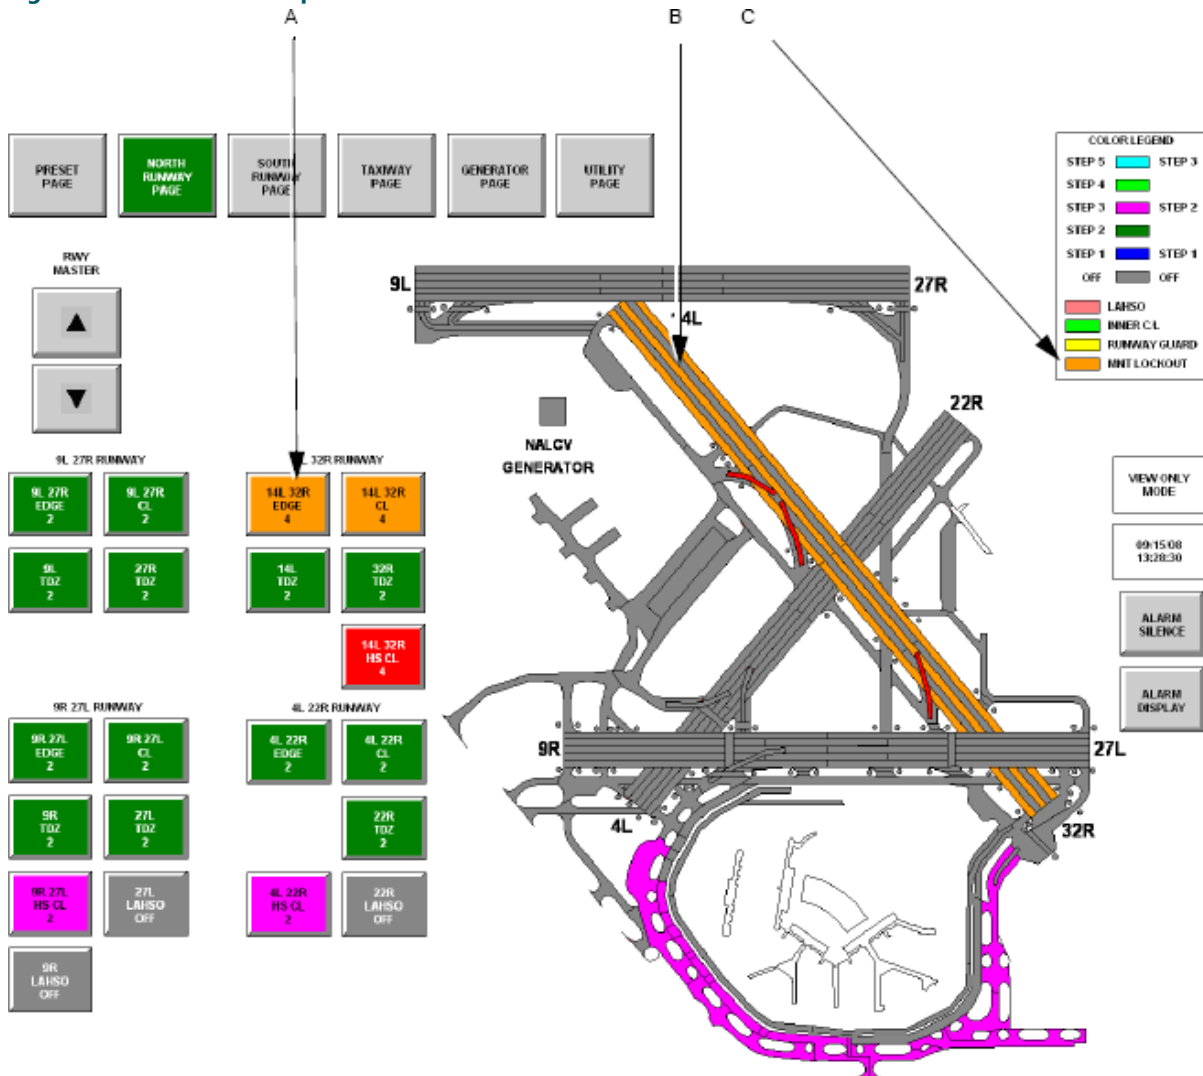 A B C
PRESET
PAGE
NORTH
RUNWAY
PAGE
SOUTH
RUNWAY
PAGE
TAXIWAY
PAGE
GENERATOR
PAGE
UTILITY
PAGE
COLOR LEGEND
STEP 5 STEP 3
STEP 4
STEP 3 STEP 2
STEP 2
STEP 1 STEP 1
OFF OFF
LAHSO
INNER C/L
RUNWAY GUARD
MNT LOCKOUT
RWY
MASTER
9L 27R
4L
22R
NALCV
GENERATOR
9L 27R RUNWAY
9L 27R
EDGE
2
9L 27R
CL
2
9L
TDZ
2
27R
TDZ
2
32R RUNWAY
14L 32R
EDGE
4
14L 32R
CL
4
14L
TDZ
2
32R
TDZ
2
14L 32R
HS CL
4
VIEW ONLY
MODE
09/15/08
13:28:30
ALARM
SILENCE
ALARM
DISPLAY
9R 27L RUNWAY
9R 27L
EDGE
2
9R 27L
CL
2
9R
TDZ
2
27L
TDZ
2
9R 27L
HS CL
2
27L
LAHSO
OFF
9R
LAHSO
OFF
4L 22R RUNWAY
4L 22R
EDGE
2
4L 22R
CL
2
22R
TDZ
2
4L 22R
HS CL
2
22R
LAHSO
OFF
9R 27L
4L 32R